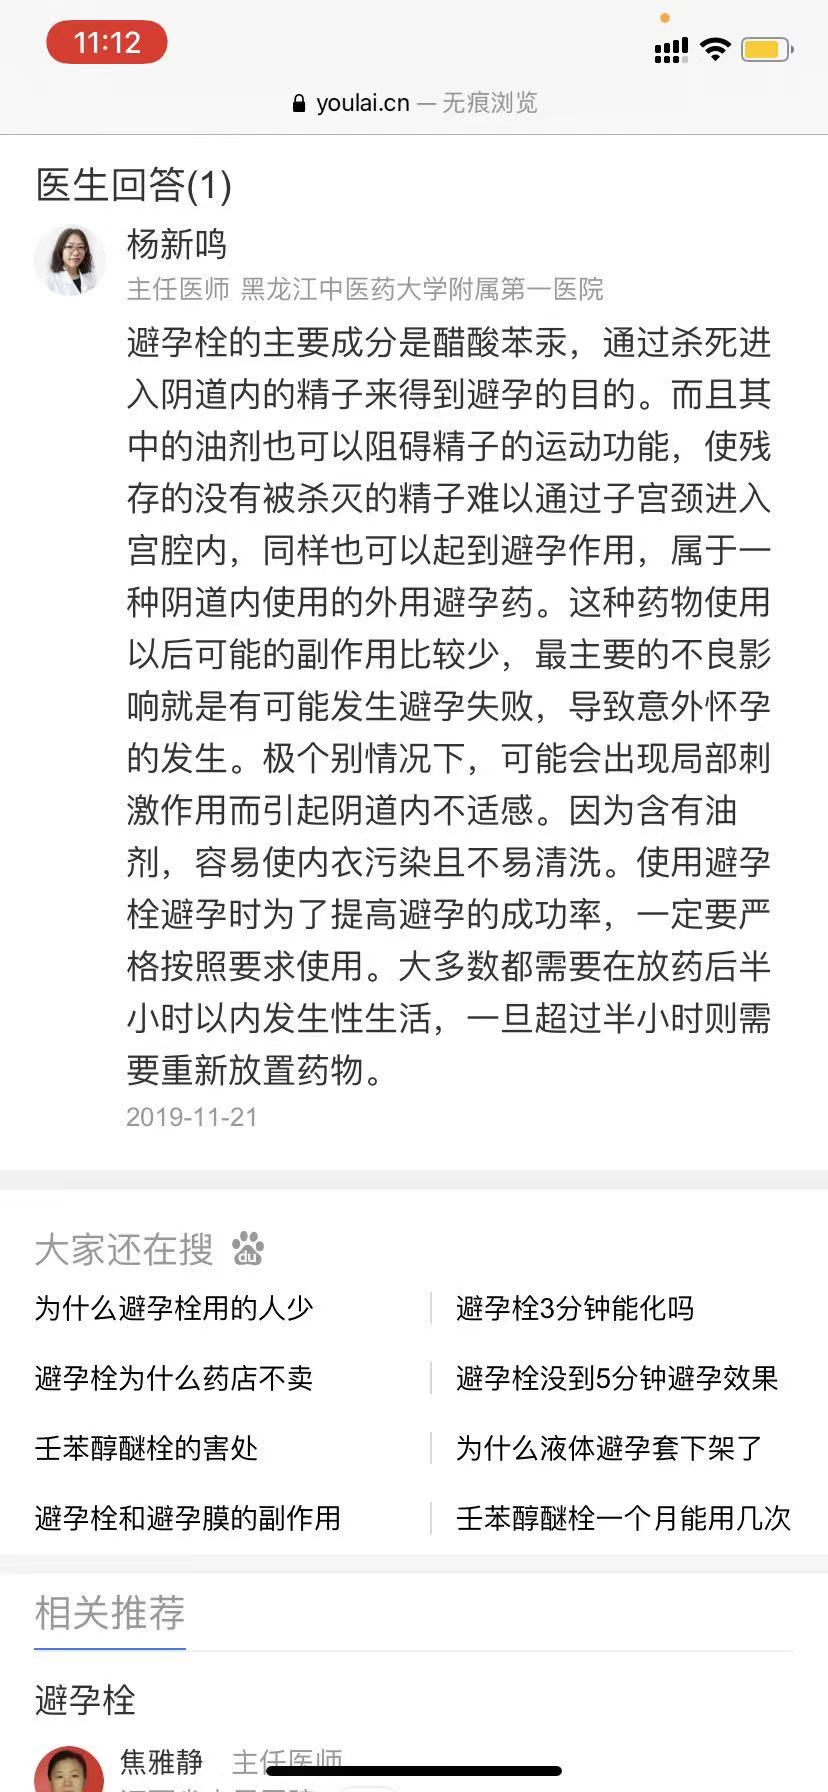 11:12
youlai.cn — 无痕浏览
医生回答(1)
杨新鸣
主任医师 黑龙江中医药大学附属第一医院
避孕栓的主要成分是醋酸苯汞，通过杀死进
入阴道内的精子来得到避孕的目的。而且其
中的油剂也可以阻碍精子的运动功能，使残
存的没有被杀灭的精子难以通过子宫颈进入
宫腔内，同样也可以起到避孕作用，属于一
种阴道内使用的外用避孕药。这种药物使用
以后可能的副作用比较少，最主要的不良影
响就是有可能发生避孕失败，导致意外怀孕
的发生。极个别情况下，可能会出现局部刺
激作用而引起阴道内不适感。因为含有油
剂，容易使内衣污染且不易清洗。使用避孕
栓避孕时为了提高避孕的成功率，一定要严
格按照要求使用。大多数都需要在放药后半
小时以内发生性生活，一旦超过半小时则需
要重新放置药物。
2019-11-21
大家还在搜 du
为什么避孕栓用的人少 避孕栓3分钟能化吗
避孕栓为什么药店不卖 避孕栓没到5分钟避孕效果
壬苯醇醚栓的害处 为什么液体避孕套下架了
避孕栓和避孕膜的副作用 壬苯醇醚栓一个月能用几次
相关推荐
避孕栓
焦雅静 主任医师